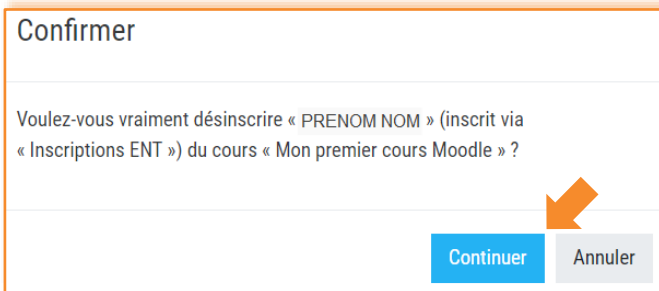 Confirmer
Voulez-vous vraiment désinscrire « PRENOM NOM » (inscrit via
« Inscriptions ENT ») du cours « Mon premier cours Moodle » ?
Continuer Annuler